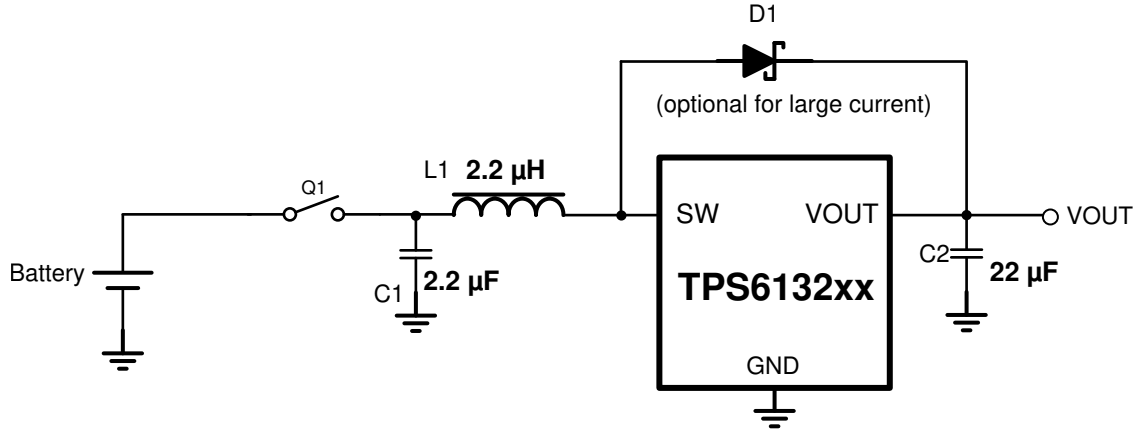 D1
(optional for large current)
L1 2.2 µH
Q1
SW VOUT
VOUT
Battery
C1 2.2 µF
C2 22 µF
TPS6132xx
GND